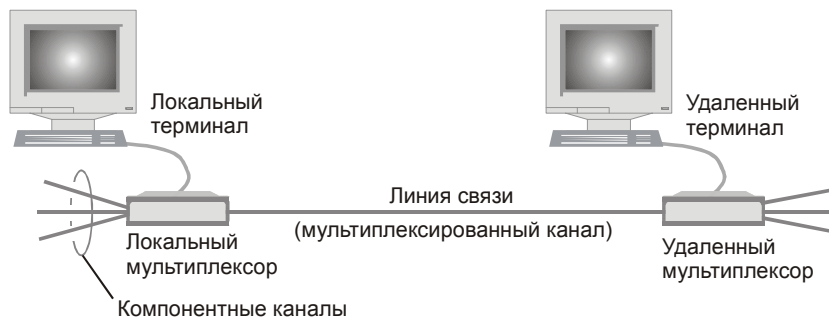 Локальный
терминал
Удаленный
терминал
Линия связи
(мультиплексированный канал)
Локальный
мультиплексор
Удаленный
мультиплексор
Компонентные каналы